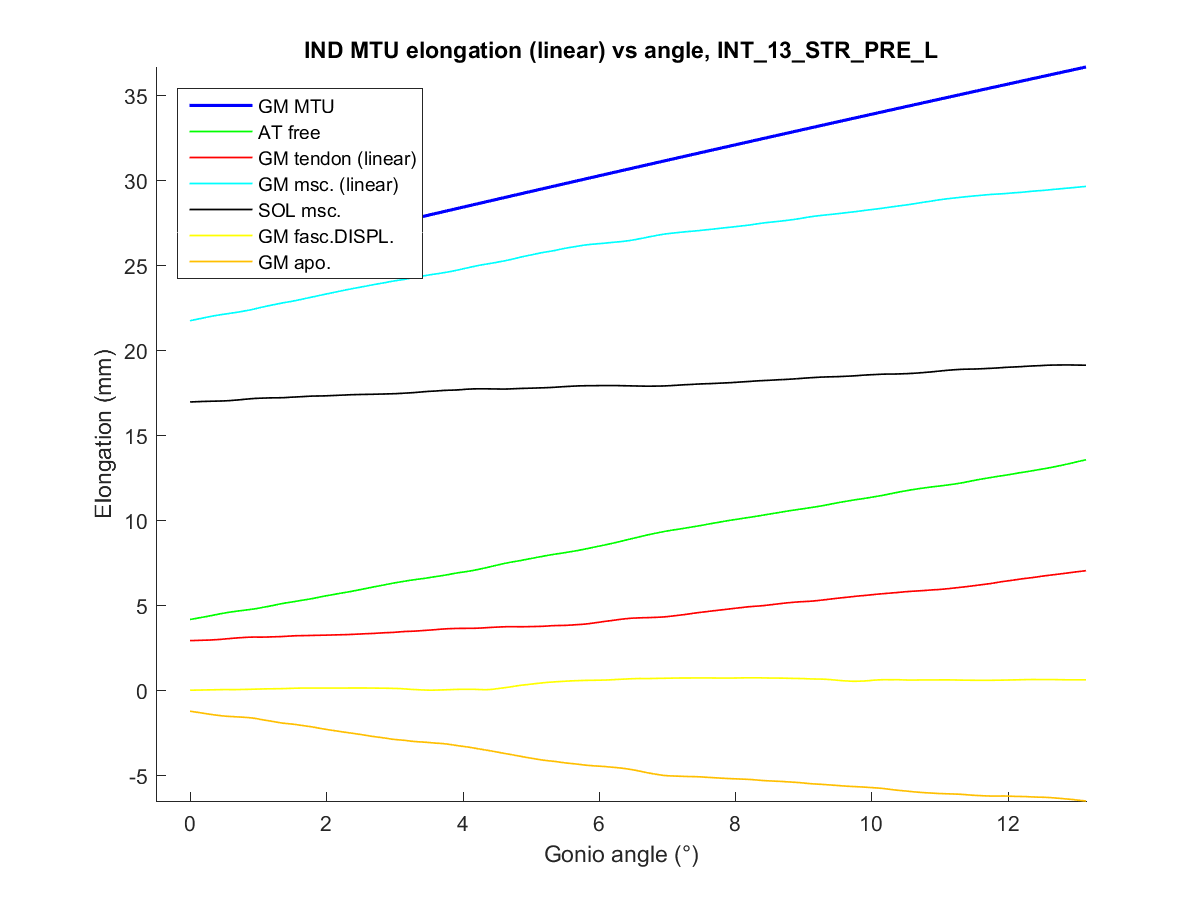 IND MTU elongation (linear) vs angle, INT_13_STR_PRE_L
GM MTU
AT free
GM tendon (linear)
GM msc. (linear)
SOL msc.
GM fasc.DISPL.
GM apo.
35
30
25
20
15
10
5
0
-5
Elongation (mm)
0 2 4 6 8 10 12
Gonio angle (°)